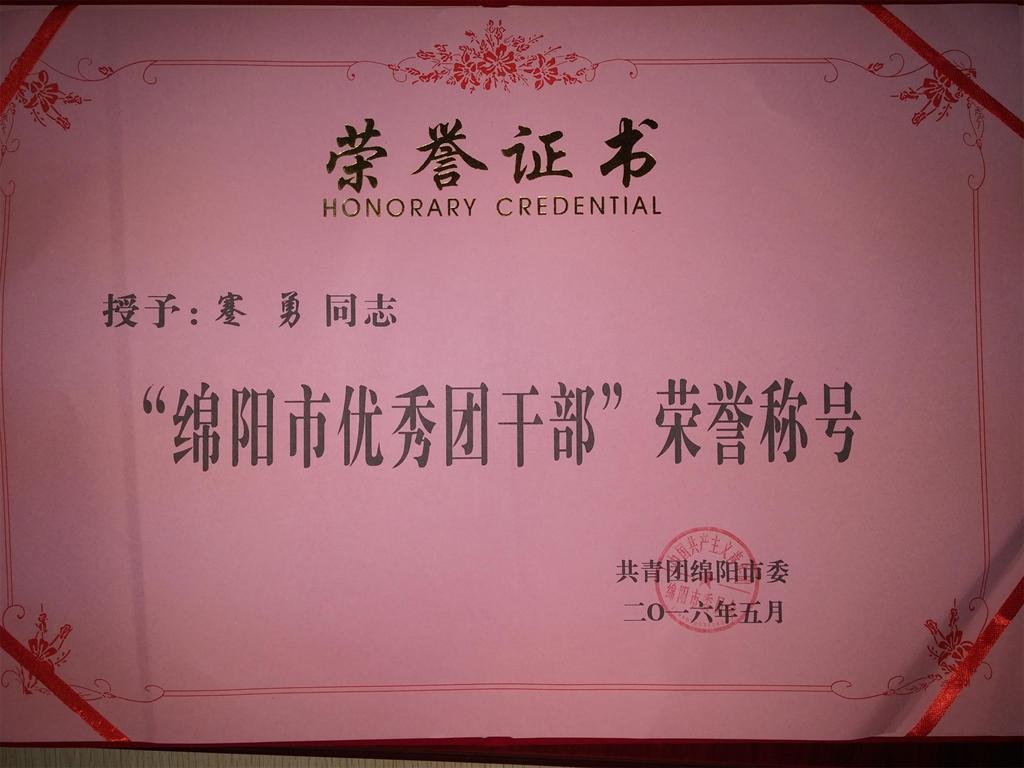 荣誉证书
HONORARY CREDENTIAL
授予：寒 勇 同志
“绵阳市优秀团干部”荣誉称号
共青团绵阳市委
二〇一六年五月